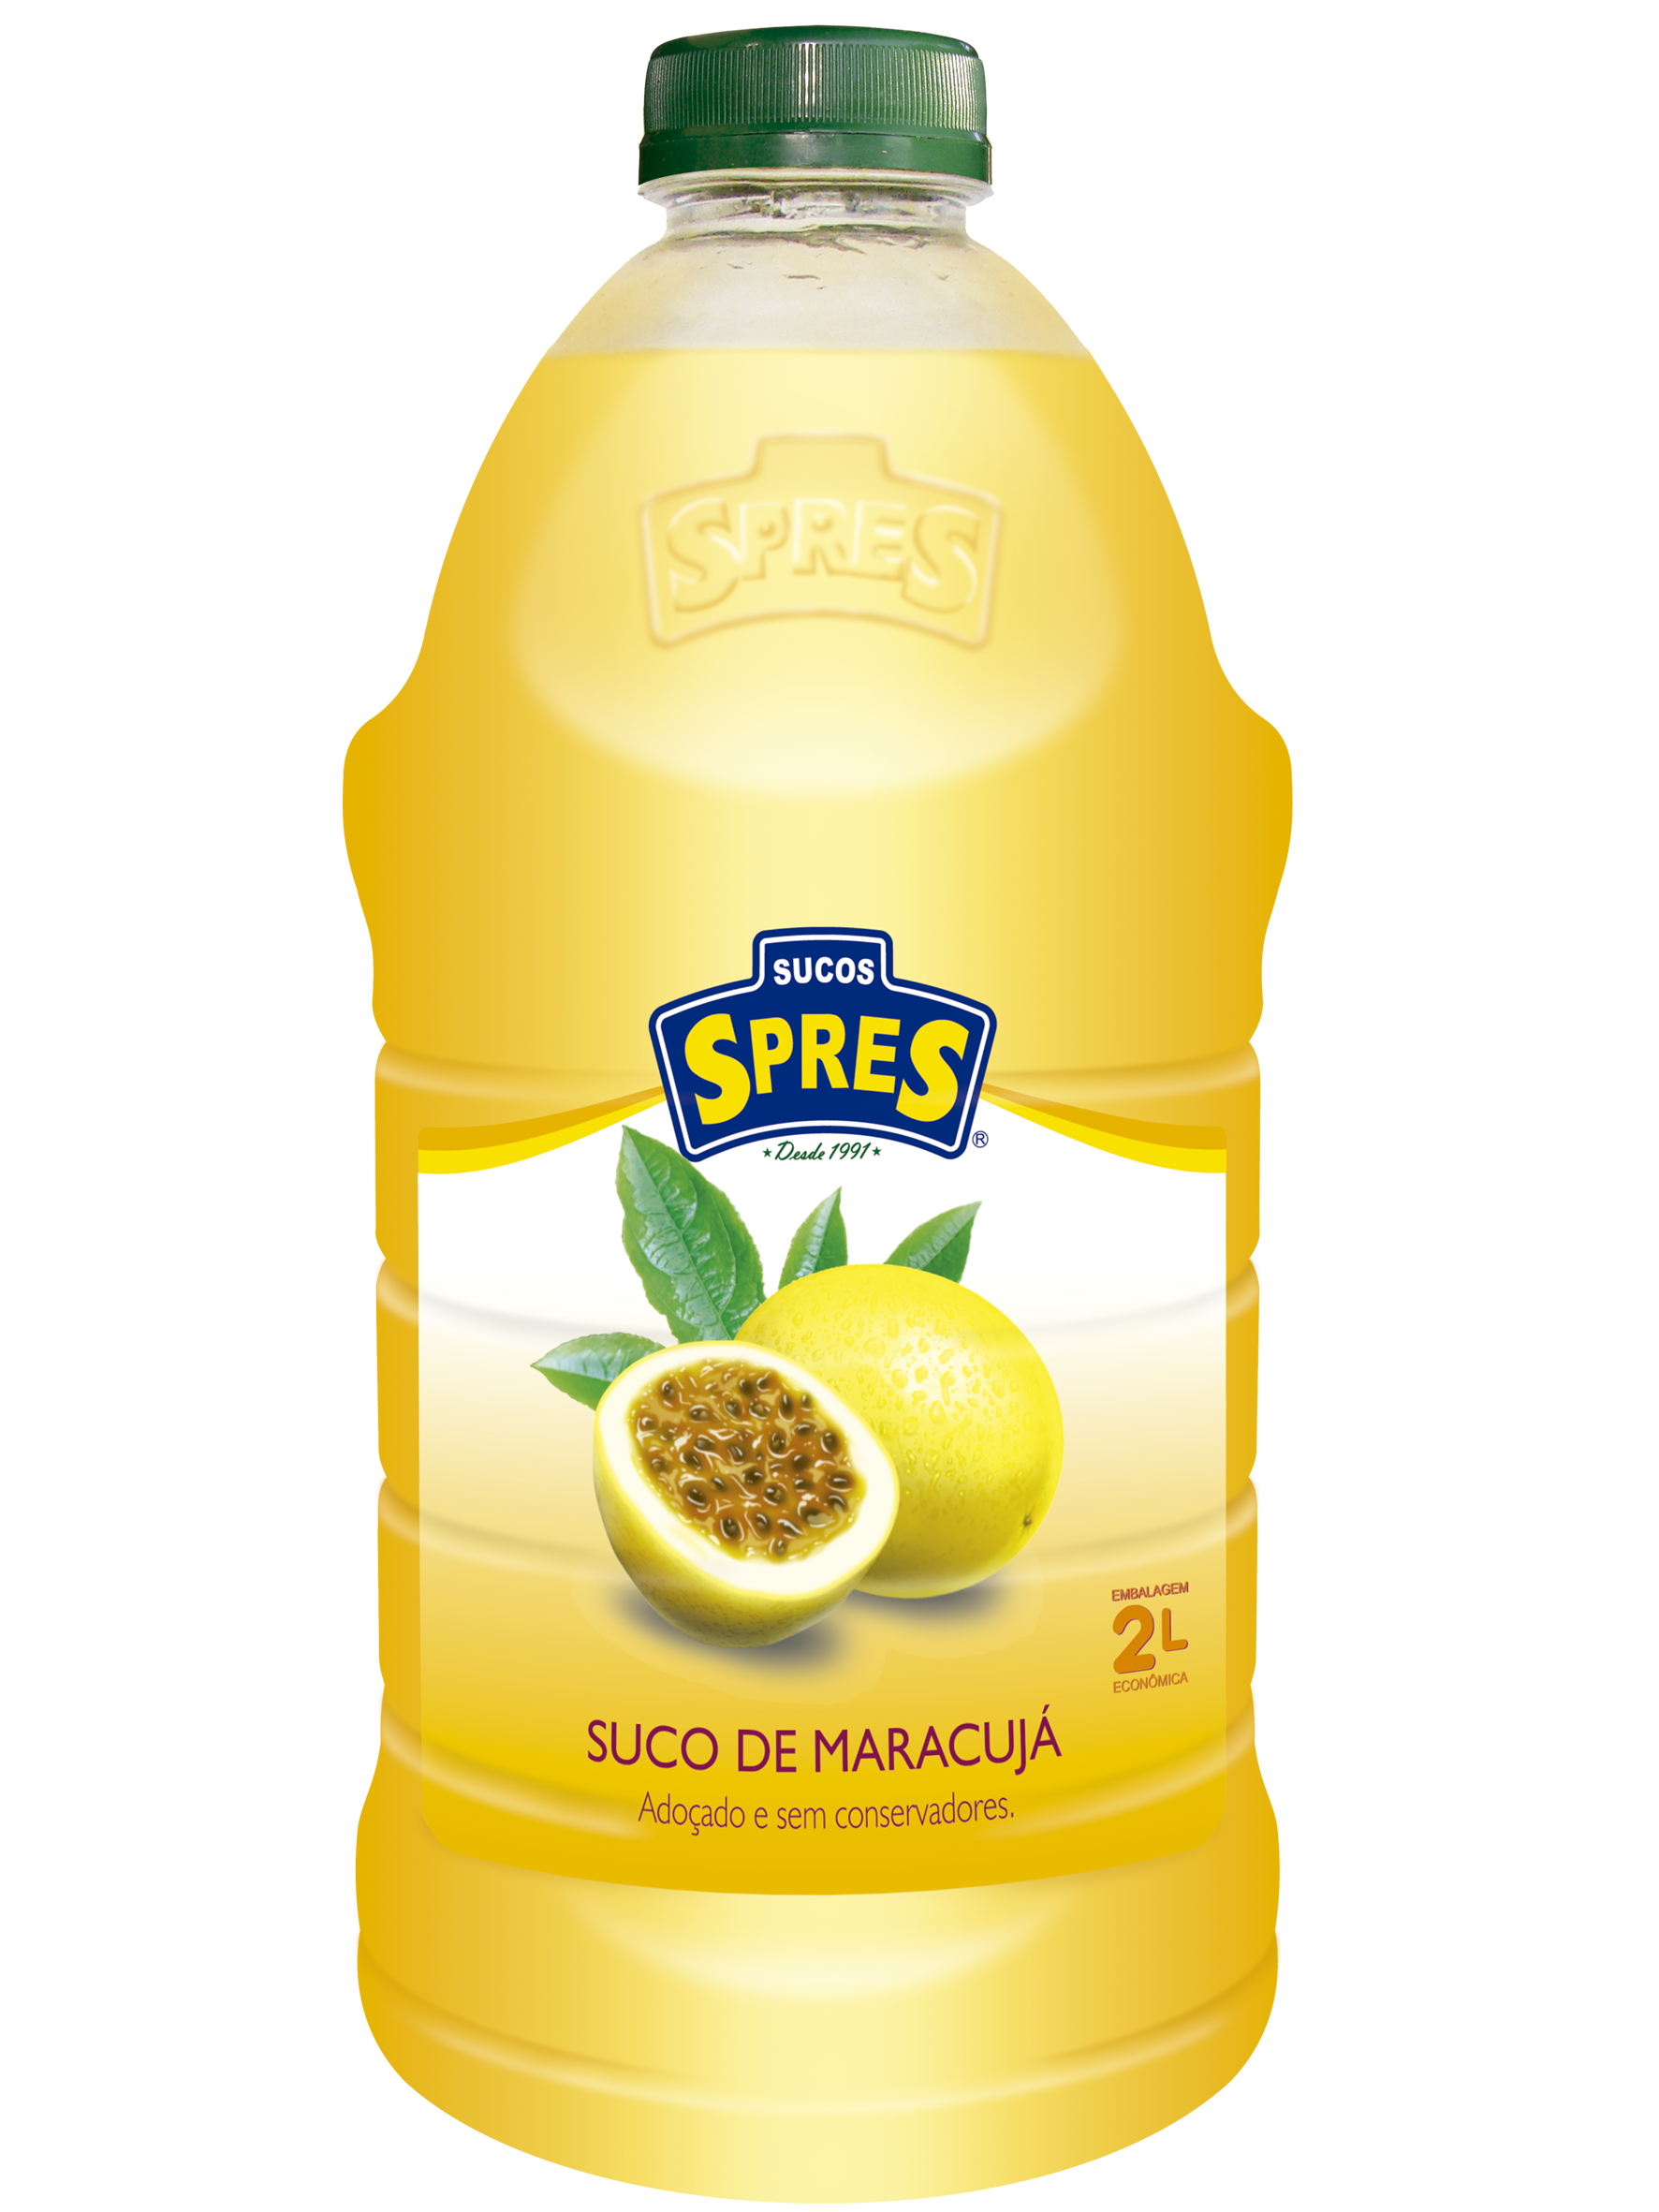 SPRES
SUCOS
SPRES
®
Desde 1991
EMBALAGEM
2L
ECONÔMICA
SUCO DE MARACUJÁ
Adoçado e sem conservadores.